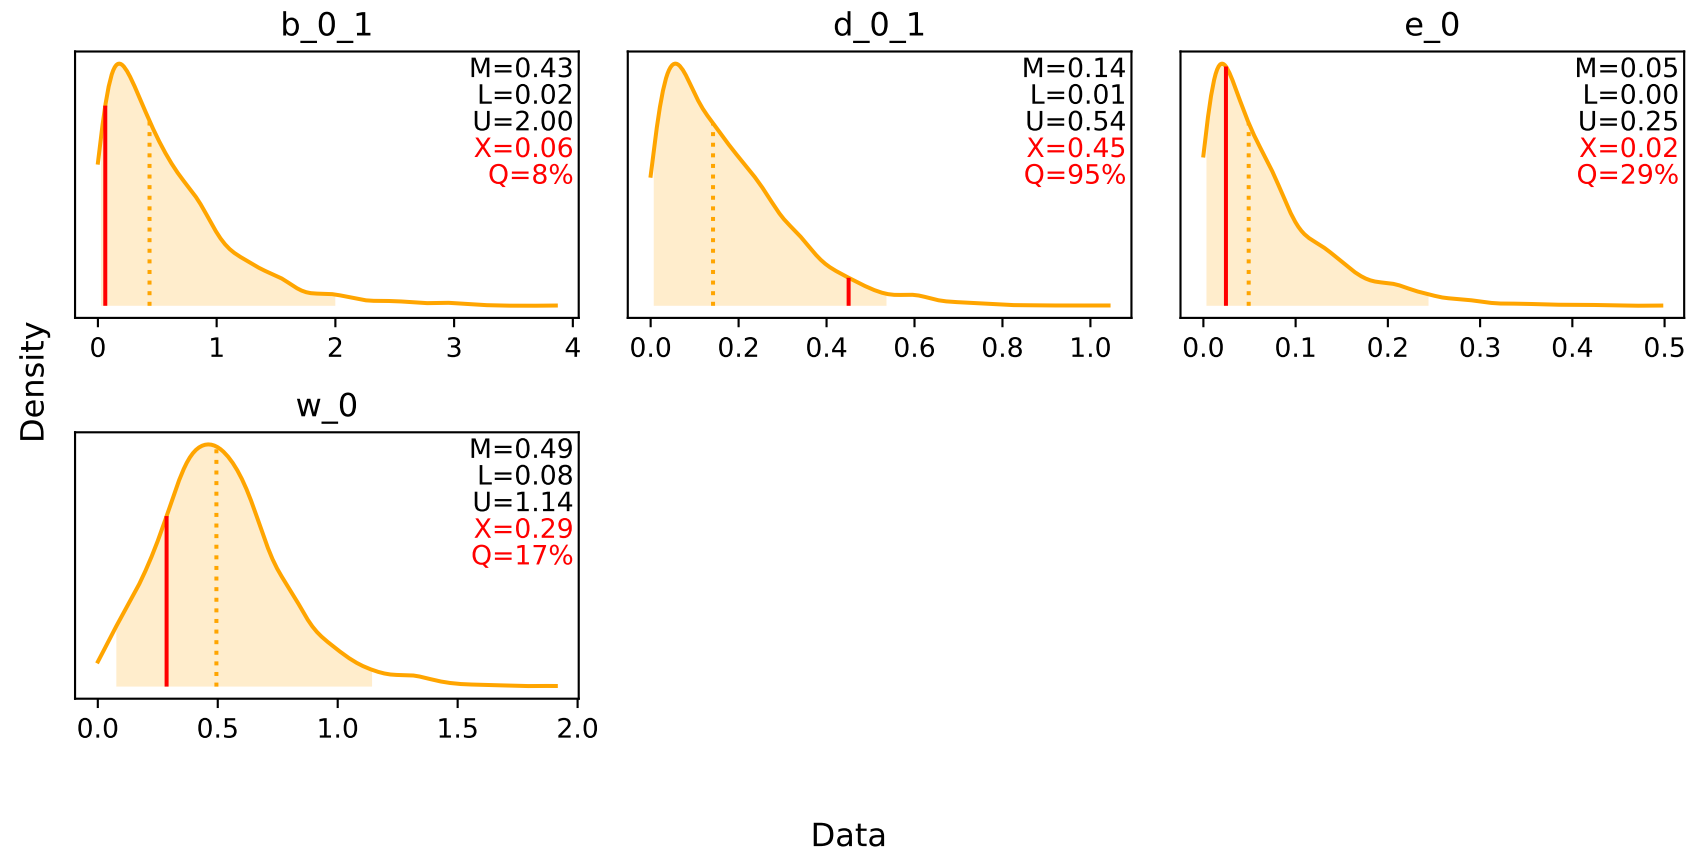 b_0_1
M=0.43
L=0.02
U=2.00
X=0.06
Q=8%
0 1 2 3 4
d_0_1
M=0.14
L=0.01
U=0.54
X=0.45
Q=95%
0.0 0.2 0.4 0.6 0.8 1.0
e_0
M=0.05
L=0.00
U=0.25
X=0.02
Q=29%
0.0 0.1 0.2 0.3 0.4 0.5
Density
w_0
M=0.49
L=0.08
U=1.14
X=0.29
Q=17%
0.0 0.5 1.0 1.5 2.0
Data